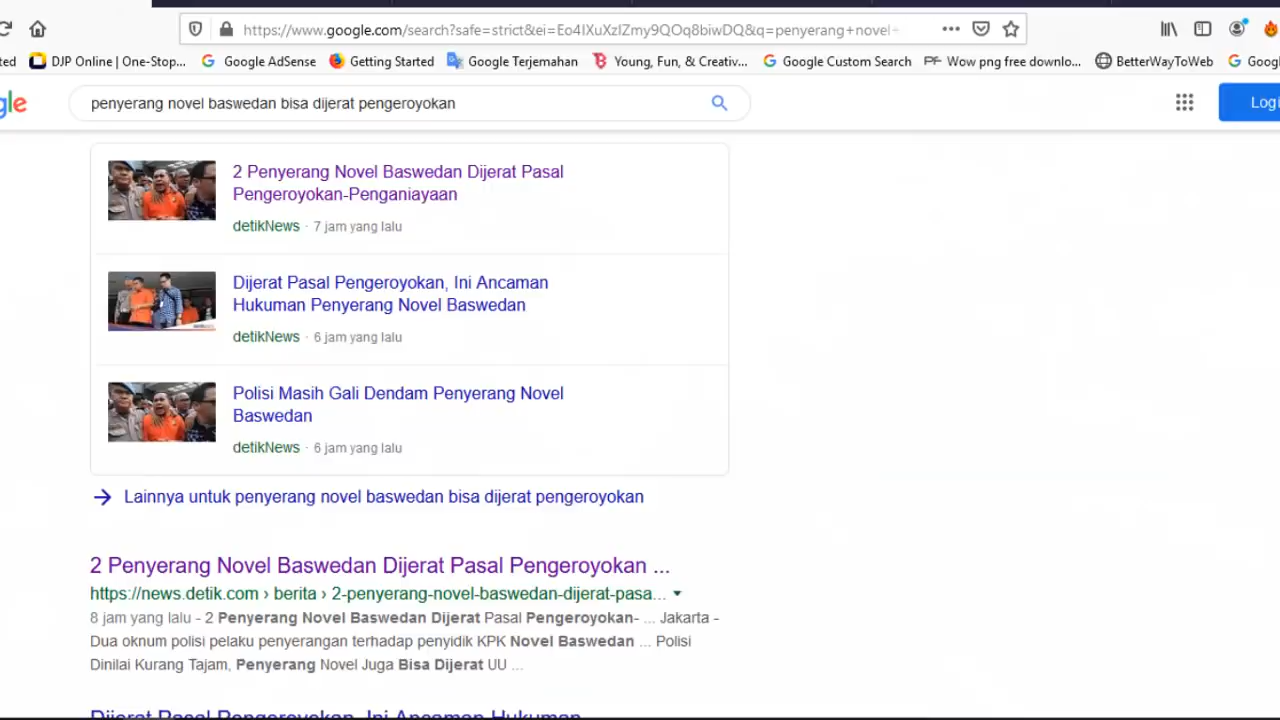 https://www.google.com/search?safe=strict&ei=Eo4IXuXzIZmy9QOq8biwDQ&q=penyerang+novel+
ted DJP Online | One-Stop... Google AdSense Getting Started Google Terjemahan Young, Fun, & Creativ... Google Custom Search PF Wow png free downlo... BetterWayToWeb Googl
gle penyerang novel baswedan bisa dijerat pengeroyokan Logi
2 Penyerang Novel Baswedan Dijerat Pasal
Pengeroyokan-Penganiayaan
detikNews · 7 jam yang lalu
Dijerat Pasal Pengeroyokan, Ini Ancaman
Hukuman Penyerang Novel Baswedan
detikNews · 6 jam yang lalu
Polisi Masih Gali Dendam Penyerang Novel
Baswedan
detikNews · 6 jam yang lalu
Lainnya untuk penyerang novel baswedan bisa dijerat pengeroyokan
2 Penyerang Novel Baswedan Dijerat Pasal Pengeroyokan ...
https://news.detik.com › berita › 2-penyerang-novel-baswedan-dijerat-pasa...
8 jam yang lalu - 2 Penyerang Novel Baswedan Dijerat Pasal Pengeroyokan- ... Jakarta -
Dua oknum polisi pelaku penyerangan terhadap penyidik KPK Novel Baswedan ... Polisi
Dinilai Kurang Tajam, Penyerang Novel Juga Bisa Dijerat UU ...
Dijerat Pasal Pengeroyokan, Ini Ancaman Hukuman